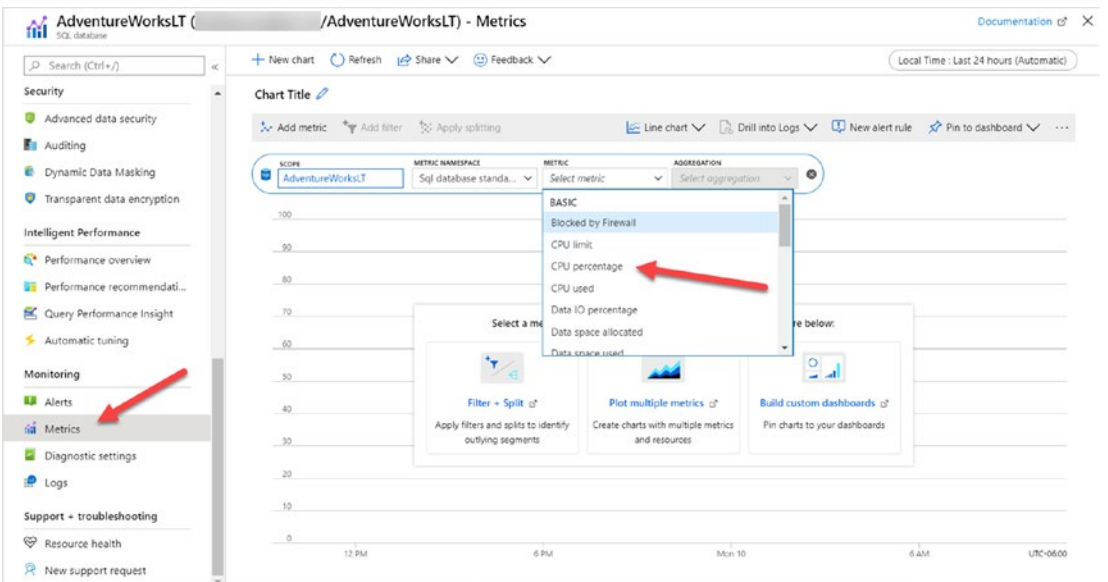 AdventureWorksLT ( /AdventureWorksLT) - Metrics
SQL database
Documentation
Search (Ctrl+/)
Security
Advanced data security
Auditing
Dynamic Data Masking
Transparent data encryption
Intelligent Performance
Performance overview
Performance recommendati...
Query Performance Insight
Automatic tuning
Monitoring
Alerts
Metrics
Diagnostic settings
Logs
Support + troubleshooting
Resource health
New support request
New chart Refresh Share Feedback
Local Time : Last 24 hours (Automatic)
Chart Title
Add metric Add filter Apply splitting Line chart Drill into Logs New alert rule Pin to dashboard ...
SCOPE METRIC NAMESPACE METRIC AGGREGATION
AdventureWorksLT Sql database standa... Select metric Select aggregation
BASIC
Blocked by Firewall
CPU limit
CPU percentage
CPU used
Data IO percentage
Data space allocated
Data space used
100
90
80
70
60
50
40
30
20
10
0
Select a me re below:
Filter + Split
Apply filters and splits to identify
outlying segments
Plot multiple metrics
Create charts with multiple metrics
and resources
Build custom dashboards
Pin charts to your dashboards
12 PM 6 PM Mon 10 6 AM UTC-06:00